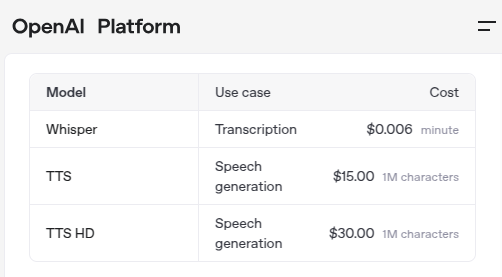 OpenAI Platform
Model Use case Cost
Whisper Transcription $0.006 minute
TTS Speech generation $15.00 1M characters
TTS HD Speech generation $30.00 1M characters